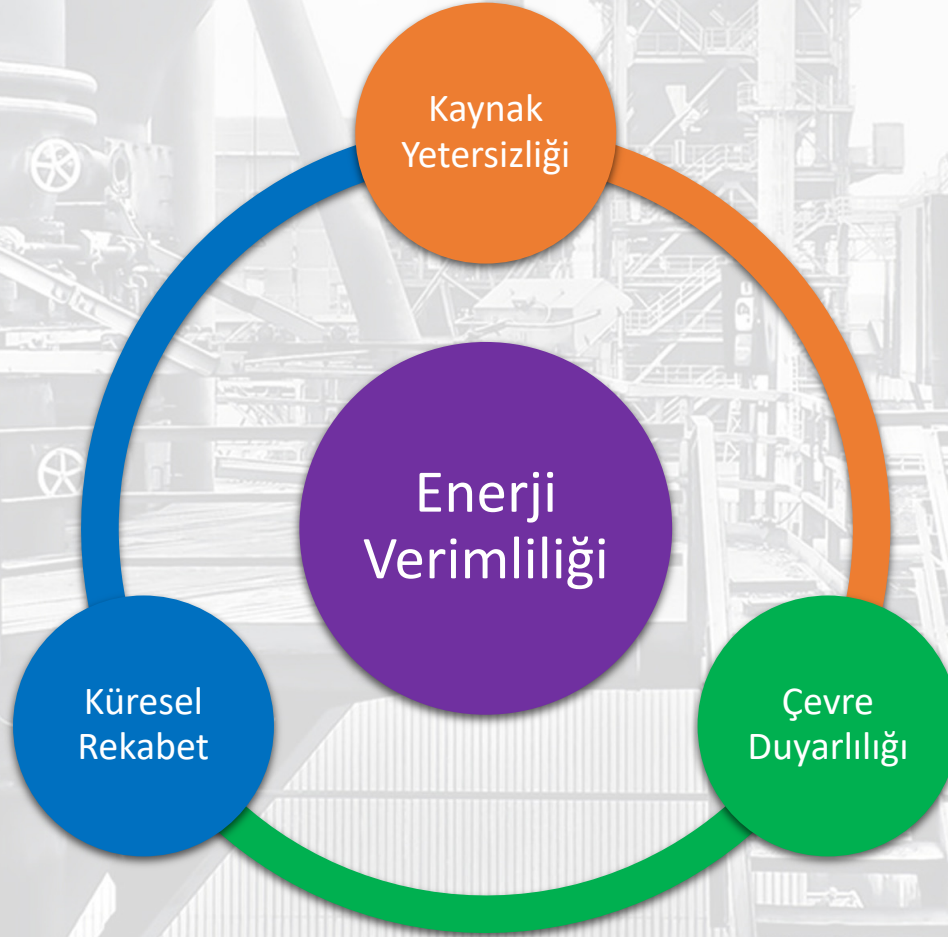 Kaynak
Yetersizliği
Enerji
Verimliliği
Küresel
Rekabet
Çevre
Duyarlılığı